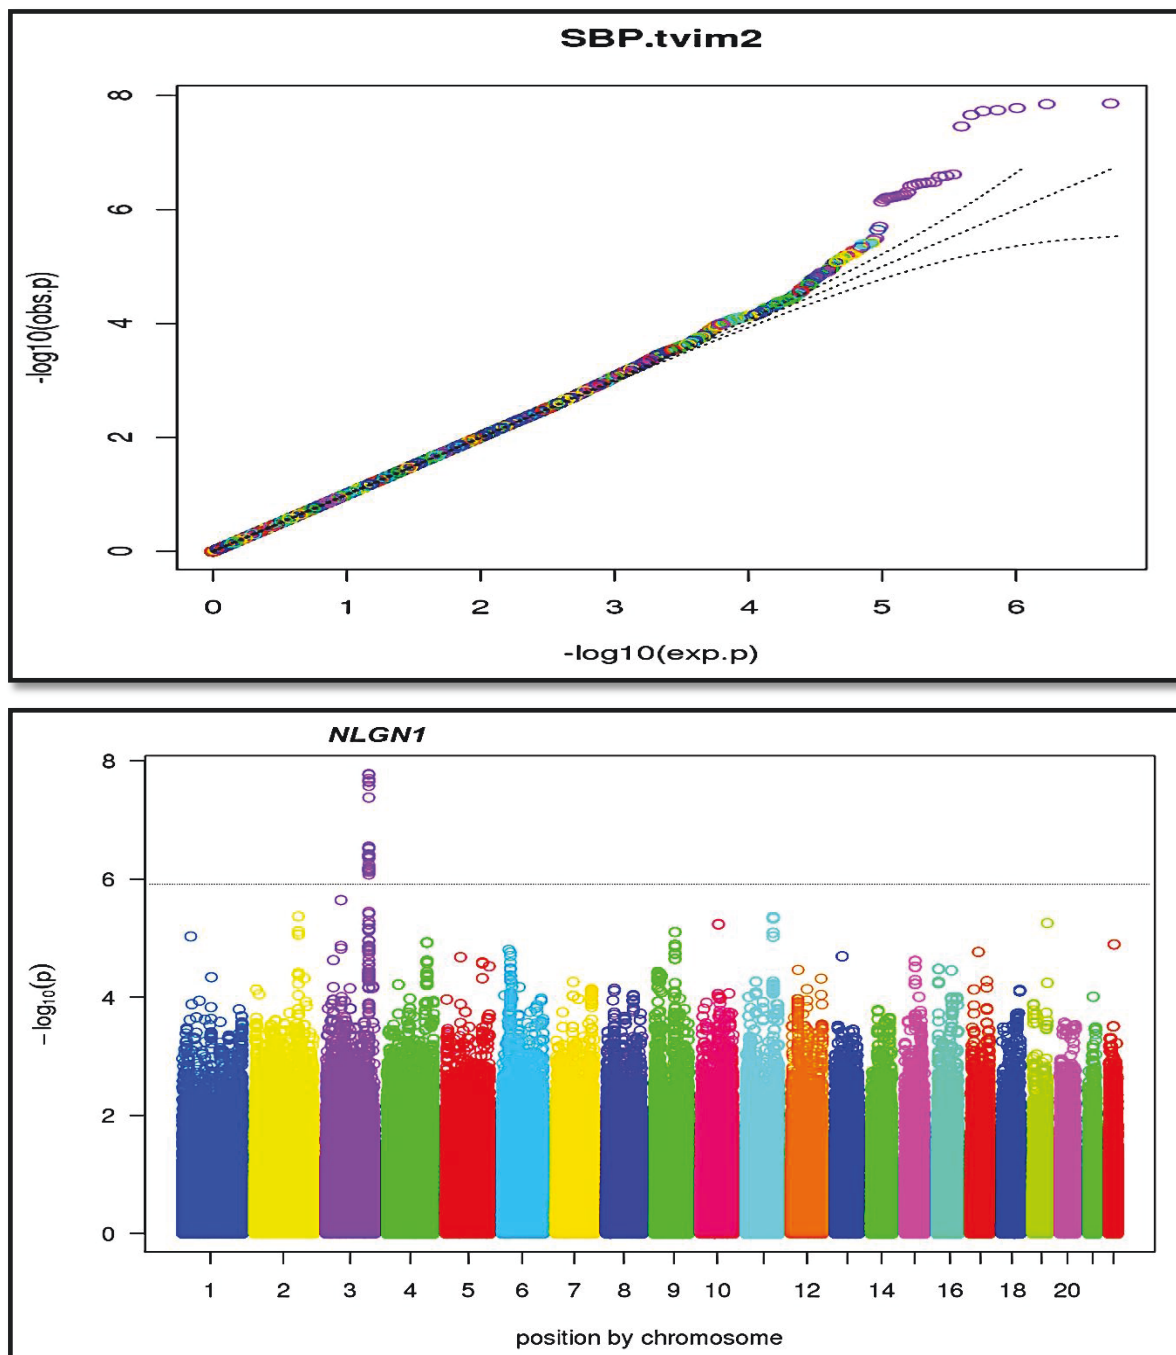 SBP.tvim2
8
6
4
2
0
-log10(obs.p)
0 1 2 3 4 5 6
-log10(exp.p)
NLGN1
8
6
4
2
0
−log₁₀(p)
1 2 3 4 5 6 7 8 9 10 12 14 16 18 20
position by chromosome